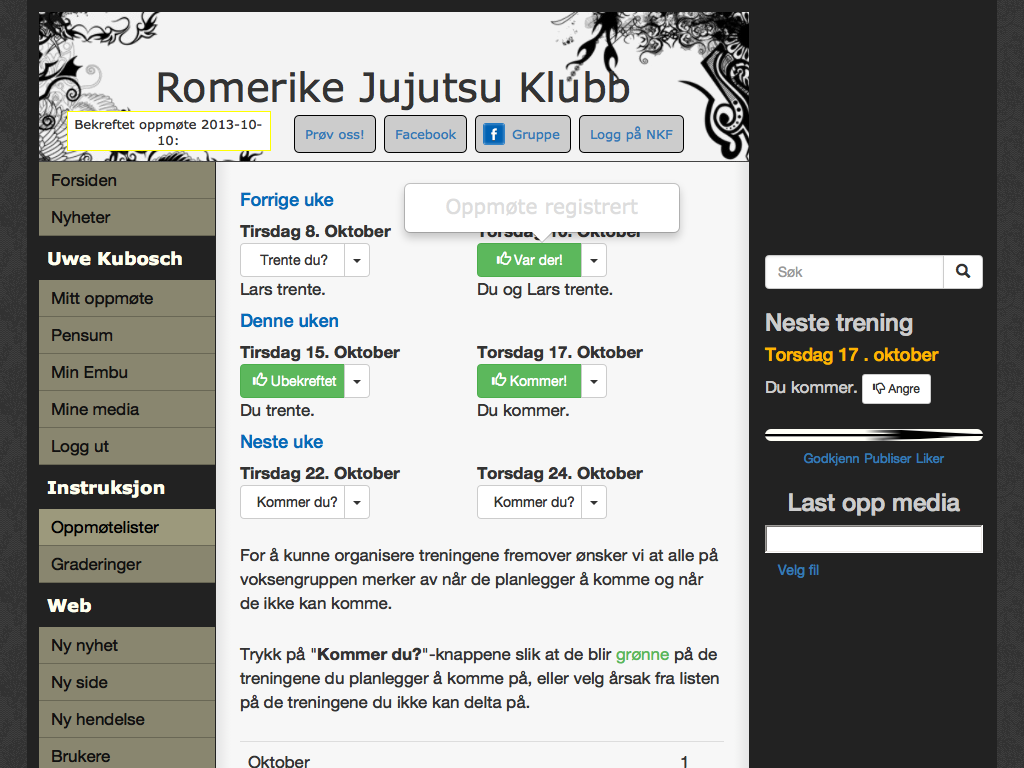 Romerike Jujutsu Klubb
Bekreftet oppmøte 2013-10-
10:
Prøv oss!
Facebook
Gruppe
Logg på NKF
Forsiden
Nyheter
Uwe Kubosch
Mitt oppmøte
Pensum
Min Embu
Mine media
Logg ut
Instruksjon
Oppmøtelister
Graderinger
Web
Ny nyhet
Ny side
Ny hendelse
Brukere
Forrige uke
Oppmøte registrert
Tirsdag 8. Oktober
Torsdag 10. Oktober
Trente du?
Var der!
Lars trente.
Du og Lars trente.
Denne uken
Tirsdag 15. Oktober
Torsdag 17. Oktober
Ubekreftet
Kommer!
Du trente.
Du kommer.
Neste uke
Tirsdag 22. Oktober
Torsdag 24. Oktober
Kommer du?
Kommer du?
For å kunne organisere treningene fremover ønsker vi at alle på
voksengruppen merker av når de planlegger å komme og når
de ikke kan komme.
Trykk på "Kommer du?"-knappene slik at de blir grønne på de
treningene du planlegger å komme på, eller velg årsak fra listen
på de treningene du ikke kan delta på.
Oktober 1
Søk
Neste trening
Torsdag 17 . oktober
Du kommer. Angre
Godkjenn Publiser Liker
Last opp media
Velg fil